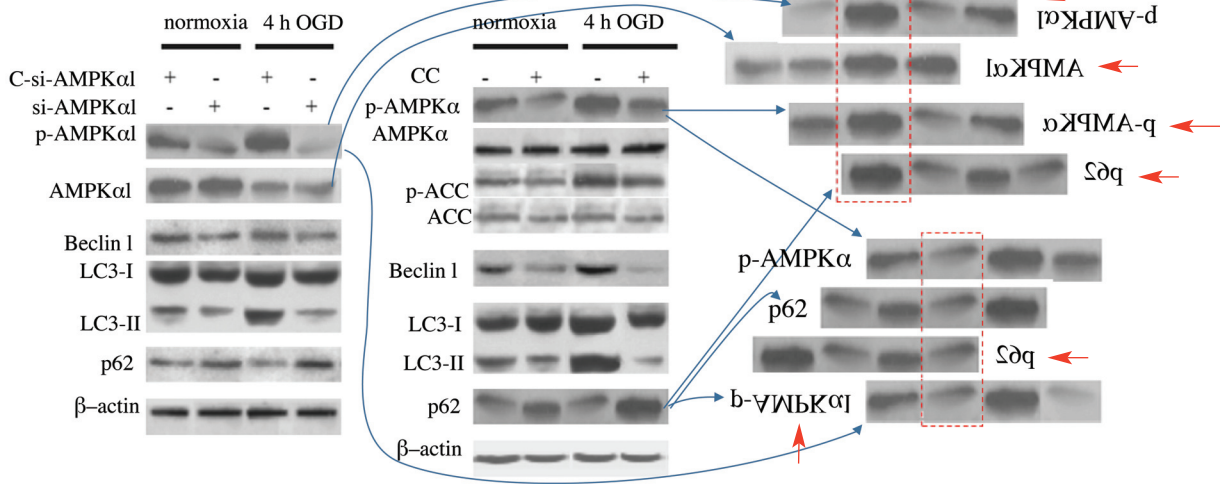 normoxia 4 h OGD
C-si-AMPKαl + - + -
si-AMPKαl - + - +
p-AMPKαl
AMPKαl
Beclin l
LC3-I
LC3-II
p62
β–actin
normoxia 4 h OGD
CC - + - +
p-AMPKα
AMPKα
p-ACC
ACC
Beclin l
LC3-I
LC3-II
p62
β–actin
p-AMPKαl
AMPKαl
p-AMPKα
p62
p-AMPKα
p62
p62
p-AMPKαl